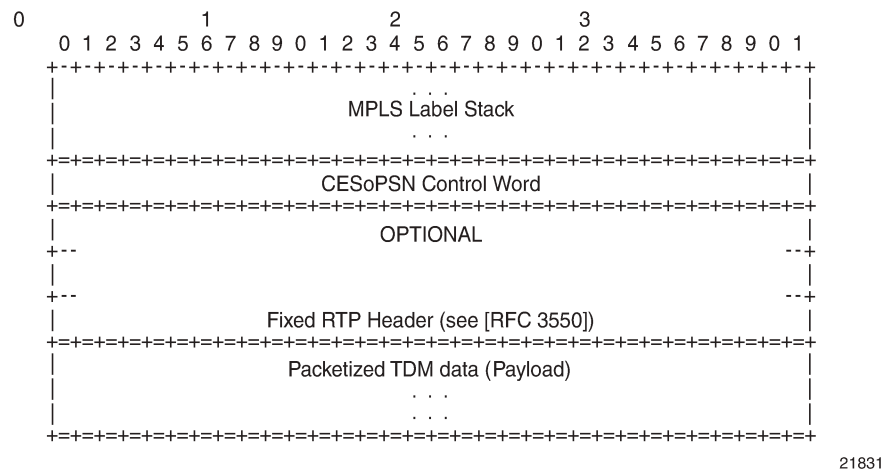 0 1 2 3
0 1 2 3 4 5 6 7 8 9 0 1 2 3 4 5 6 7 8 9 0 1 2 3 4 5 6 7 8 9 0 1
+-+-+-+-+-+-+-+-+-+-+-+-+-+-+-+-+-+-+-+-+-+-+-+-+-+-+-+-+-+-+-+-+
| . . . |
| MPLS Label Stack |
| . . . |
+=+=+=+=+=+=+=+=+=+=+=+=+=+=+=+=+=+=+=+=+=+=+=+=+=+=+=+=+=+=+=+=+
| CESoPSN Control Word |
+=+=+=+=+=+=+=+=+=+=+=+=+=+=+=+=+=+=+=+=+=+=+=+=+=+=+=+=+=+=+=+=+
| OPTIONAL |
+-- --+
| |
+-- --+
| Fixed RTP Header (see [RFC 3550]) |
+=+=+=+=+=+=+=+=+=+=+=+=+=+=+=+=+=+=+=+=+=+=+=+=+=+=+=+=+=+=+=+=+
| Packetized TDM data (Payload) |
| . . . |
| . . . |
+=+=+=+=+=+=+=+=+=+=+=+=+=+=+=+=+=+=+=+=+=+=+=+=+=+=+=+=+=+=+=+=+
21831